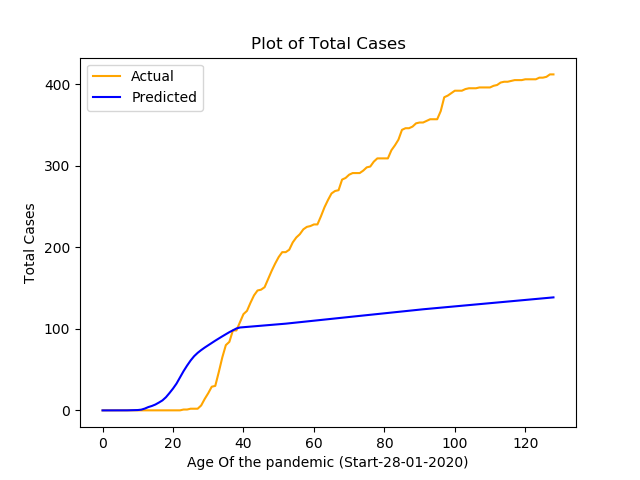 Plot of Total Cases
Actual
Predicted
400
300
200
100
0
Total Cases
0 20 40 60 80 100 120
Age Of the pandemic (Start-28-01-2020)